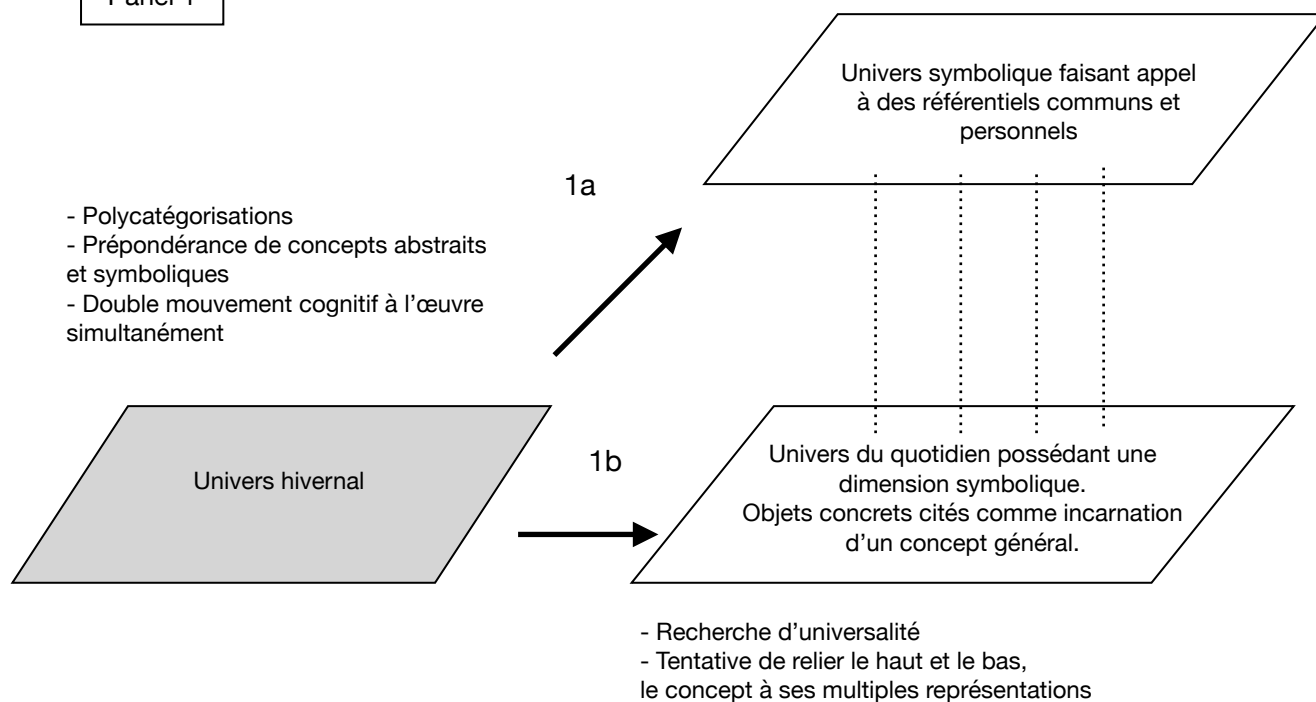 Panel 1
Univers symbolique faisant appel
à des référentiels communs et
personnels
1a
- Polycatégorisations
- Prépondérance de concepts abstraits
et symboliques
- Double mouvement cognitif à l’œuvre
simultanément
Univers hivernal
1b
Univers du quotidien possédant une
dimension symbolique.
Objets concrets cités comme incarnation
d’un concept général.
- Recherche d’universalité
- Tentative de relier le haut et le bas,
le concept à ses multiples représentations